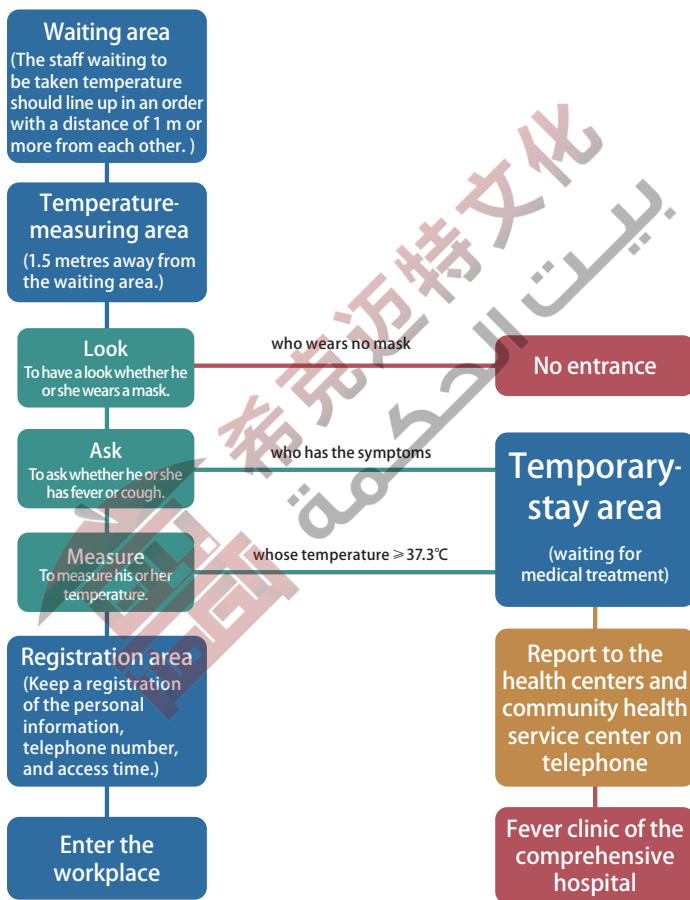 Waiting area
(The staff waiting to
be taken temperature
should line up in an order
with a distance of 1 m or
more from each other. )
Temperature-
measuring area
(1.5 metres away from
the waiting area.)
Look
To have a look whether he
or she wears a mask.
who wears no mask
No entrance
Ask
To ask whether he or she
has fever or cough.
who has the symptoms
Temporary-
stay area
(waiting for
medical treatment)
Measure
To measure his or her
temperature.
whose temperature ≥ 37.3℃
Registration area
(Keep a registration
of the personal
information,
telephone number,
and access time.)
Report to the
health centers and
community health
service center on
telephone
Enter the
workplace
Fever clinic of the
comprehensive
hospital
希克迈特文化
بيت الحكمة